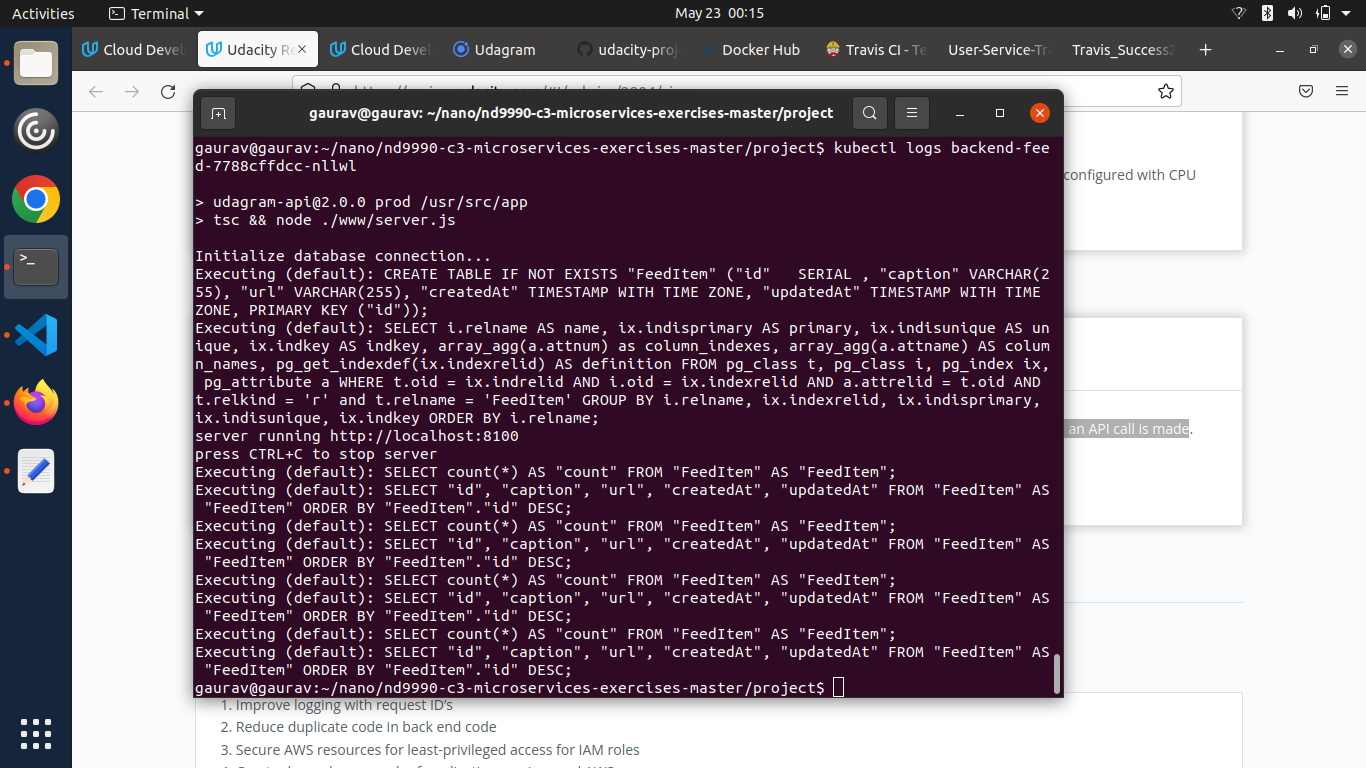 Activities
Terminal
May 23 00:15
Cloud Deve
Udacity Re
Cloud Deve
Udagram
udacity-proj
Docker Hub
Travis CI - Te
User-Service-Tr
Travis_Success
gaurav@gaurav: ~/nano/nd9990-c3-microservices-exercises-master/project
gaurav@gaurav:~/nano/nd9990-c3-microservices-exercises-master/project$ kubectl logs backend-fee
d-7788cffdcc-nllwl
> udagram-api@2.0.0 prod /usr/src/app
> tsc && node ./www/server.js
Initialize database connection...
Executing (default): CREATE TABLE IF NOT EXISTS "FeedItem" ("id"   SERIAL , "caption" VARCHAR(2
55), "url" VARCHAR(255), "createdAt" TIMESTAMP WITH TIME ZONE, "updatedAt" TIMESTAMP WITH TIME
ZONE, PRIMARY KEY ("id"));
Executing (default): SELECT i.relname AS name, ix.indisprimary AS primary, ix.indisunique AS un
ique, ix.indkey AS indkey, array_agg(a.attnum) as column_indexes, array_agg(a.attname) AS colum
n_names, pg_get_indexdef(ix.indexrelid) AS definition FROM pg_class t, pg_class i, pg_index ix,
 pg_attribute a WHERE t.oid = ix.indrelid AND i.oid = ix.indexrelid AND a.attrelid = t.oid AND
t.relkind = 'r' and t.relname = 'FeedItem' GROUP BY i.relname, ix.indexrelid, ix.indisprimary,
ix.indisunique, ix.indkey ORDER BY i.relname;
server running http://localhost:8100
press CTRL+C to stop server
Executing (default): SELECT count(*) AS "count" FROM "FeedItem" AS "FeedItem";
Executing (default): SELECT "id", "caption", "url", "createdAt", "updatedAt" FROM "FeedItem" AS
 "FeedItem" ORDER BY "FeedItem"."id" DESC;
Executing (default): SELECT count(*) AS "count" FROM "FeedItem" AS "FeedItem";
Executing (default): SELECT "id", "caption", "url", "createdAt", "updatedAt" FROM "FeedItem" AS
 "FeedItem" ORDER BY "FeedItem"."id" DESC;
Executing (default): SELECT count(*) AS "count" FROM "FeedItem" AS "FeedItem";
Executing (default): SELECT "id", "caption", "url", "createdAt", "updatedAt" FROM "FeedItem" AS
 "FeedItem" ORDER BY "FeedItem"."id" DESC;
Executing (default): SELECT count(*) AS "count" FROM "FeedItem" AS "FeedItem";
Executing (default): SELECT "id", "caption", "url", "createdAt", "updatedAt" FROM "FeedItem" AS
 "FeedItem" ORDER BY "FeedItem"."id" DESC;
gaurav@gaurav:~/nano/nd9990-c3-microservices-exercises-master/project$
configured with CPU
an API call is made.
1. Improve logging with request ID's
2. Reduce duplicate code in back end code
3. Secure AWS resources for least-privileged access for IAM roles